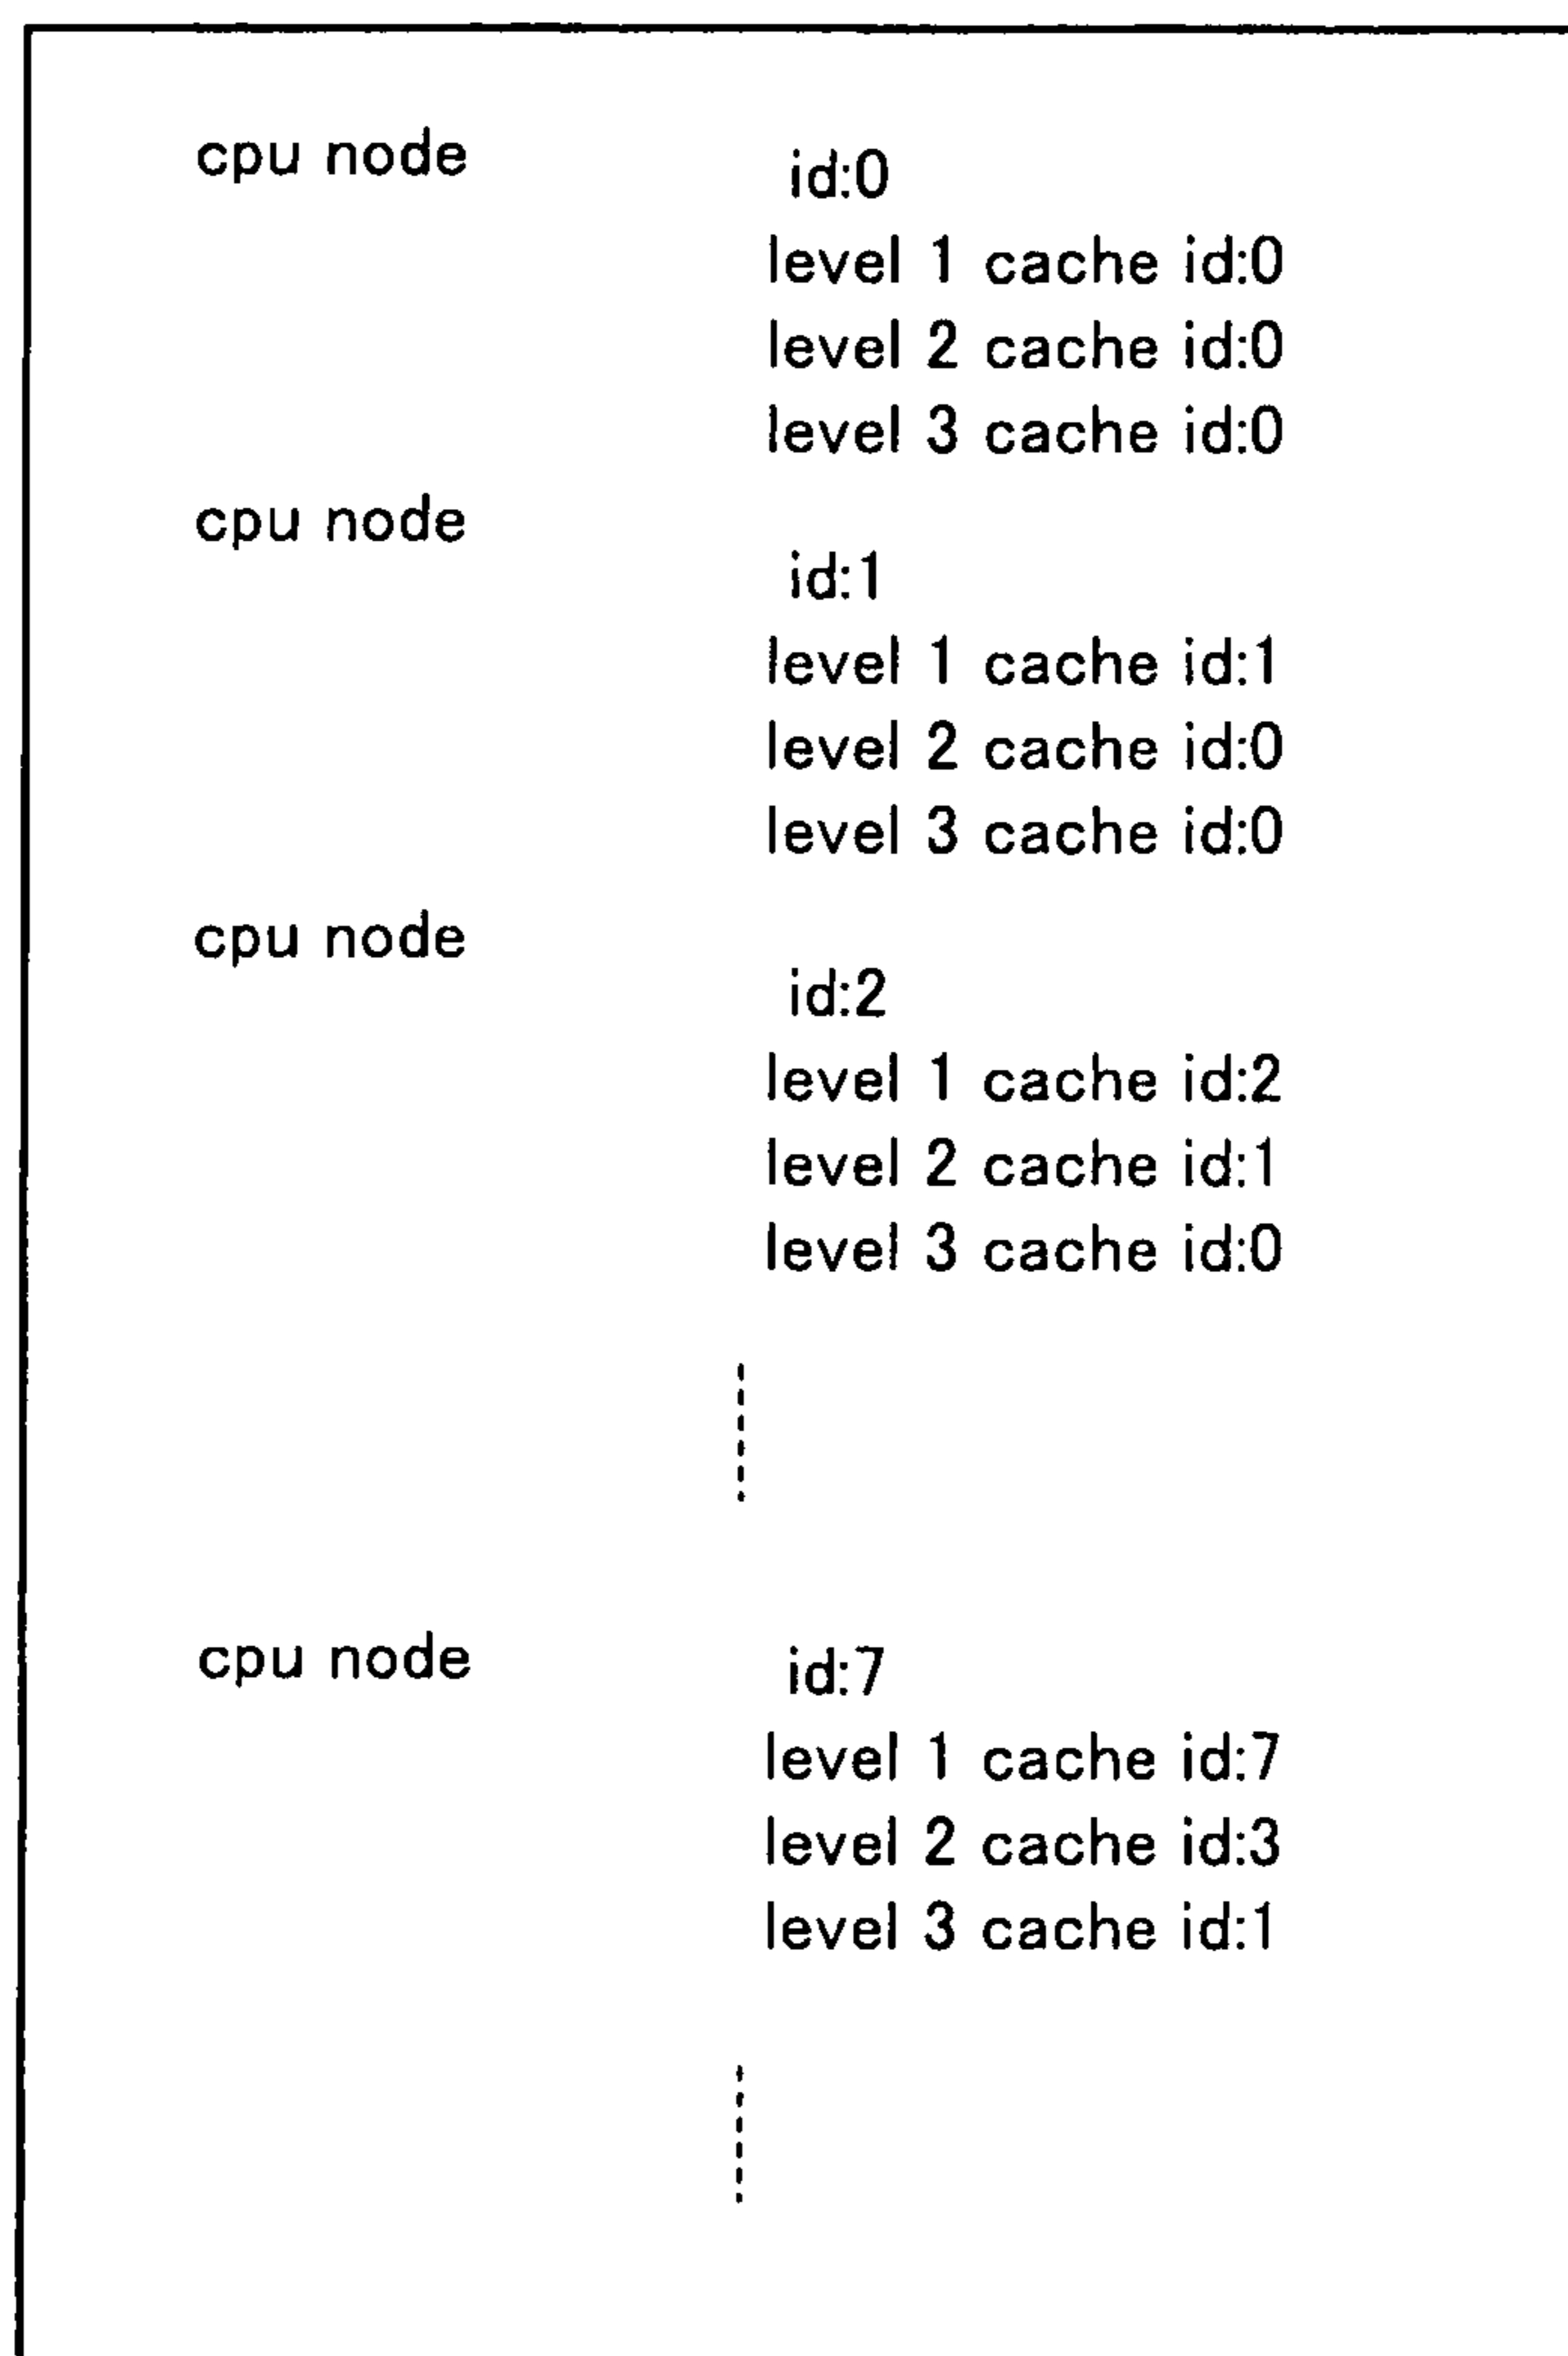 cpu node id:0
level 1 cache id:0
level 2 cache id:0
level 3 cache id:0
cpu node
id:1
level 1 cache id:1
level 2 cache id:0
level 3 cache id:0
cpu node
id:2
level 1 cache id:2
level 2 cache id:1
level 3 cache id:0
cpu node id:7
level 1 cache id:7
level 2 cache id:3
level 3 cache id:1